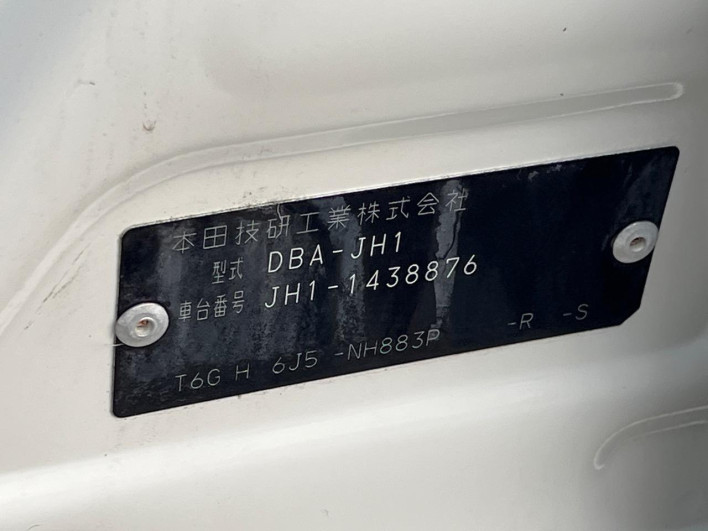 本田技研工業株式会社
型式 DBA-JH1
車台番号 JH1-1438876
T6G H 6J5 -NH883P -R -S